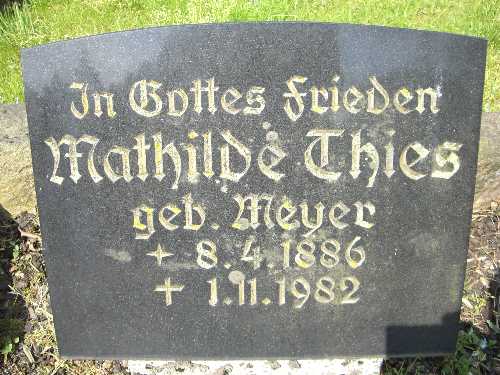 In Gottes Frieden
Mathilde Thies
geb. Meyer
+ 8.4.1886
+ 1.11.1982